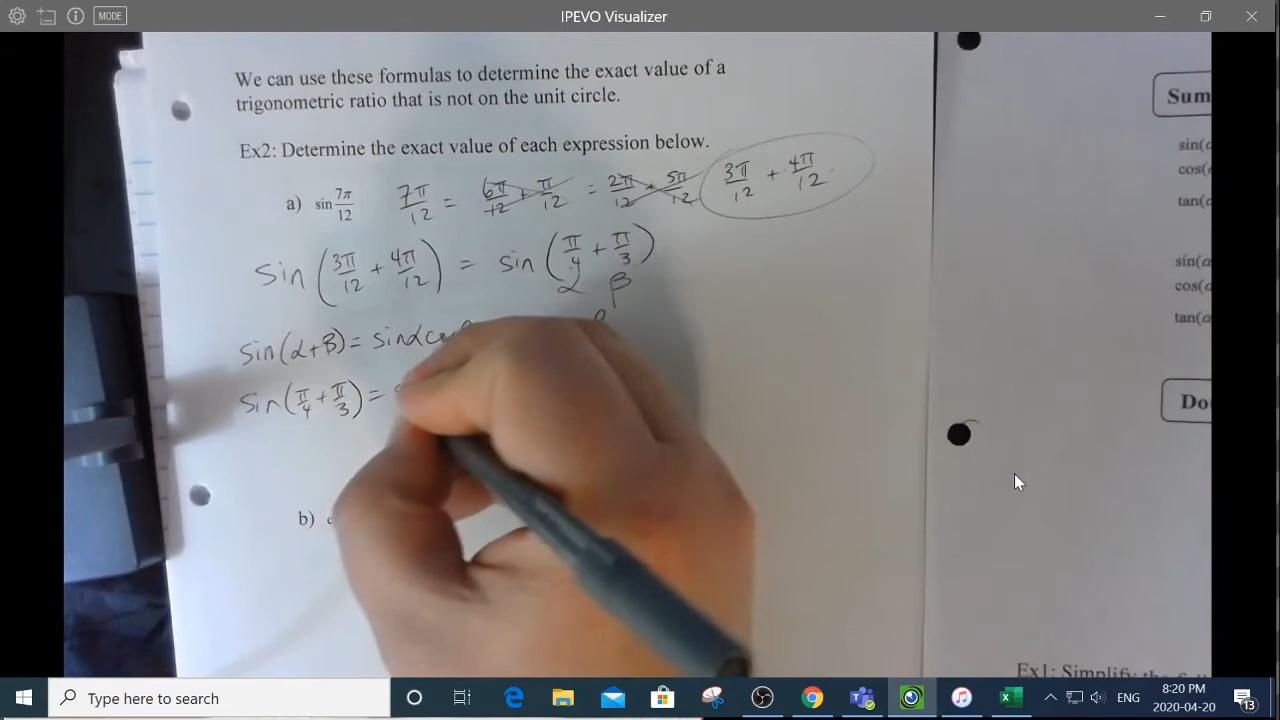 IPEVO Visualizer
MODE
We can use these formulas to determine the exact value of a
trigonometric ratio that is not on the unit circle.
Ex2: Determine the exact value of each expression below.
a) sin 7π/12 7π/12 = 6π/12 + π/12 = 2π/12 + 5π/12 3π/12 + 4π/12
sin (3π/12 + 4π/12) = sin (π/4 + π/3)
α β
sin(α+β) = sinα
sin(π/4 + π/3) =
b)
Sum
sin(
cos(
tan(
sin(
cos(
tan(
Do
Ex1: Simplify the
Type here to search
ENG
8:20 PM
2020-04-20
13